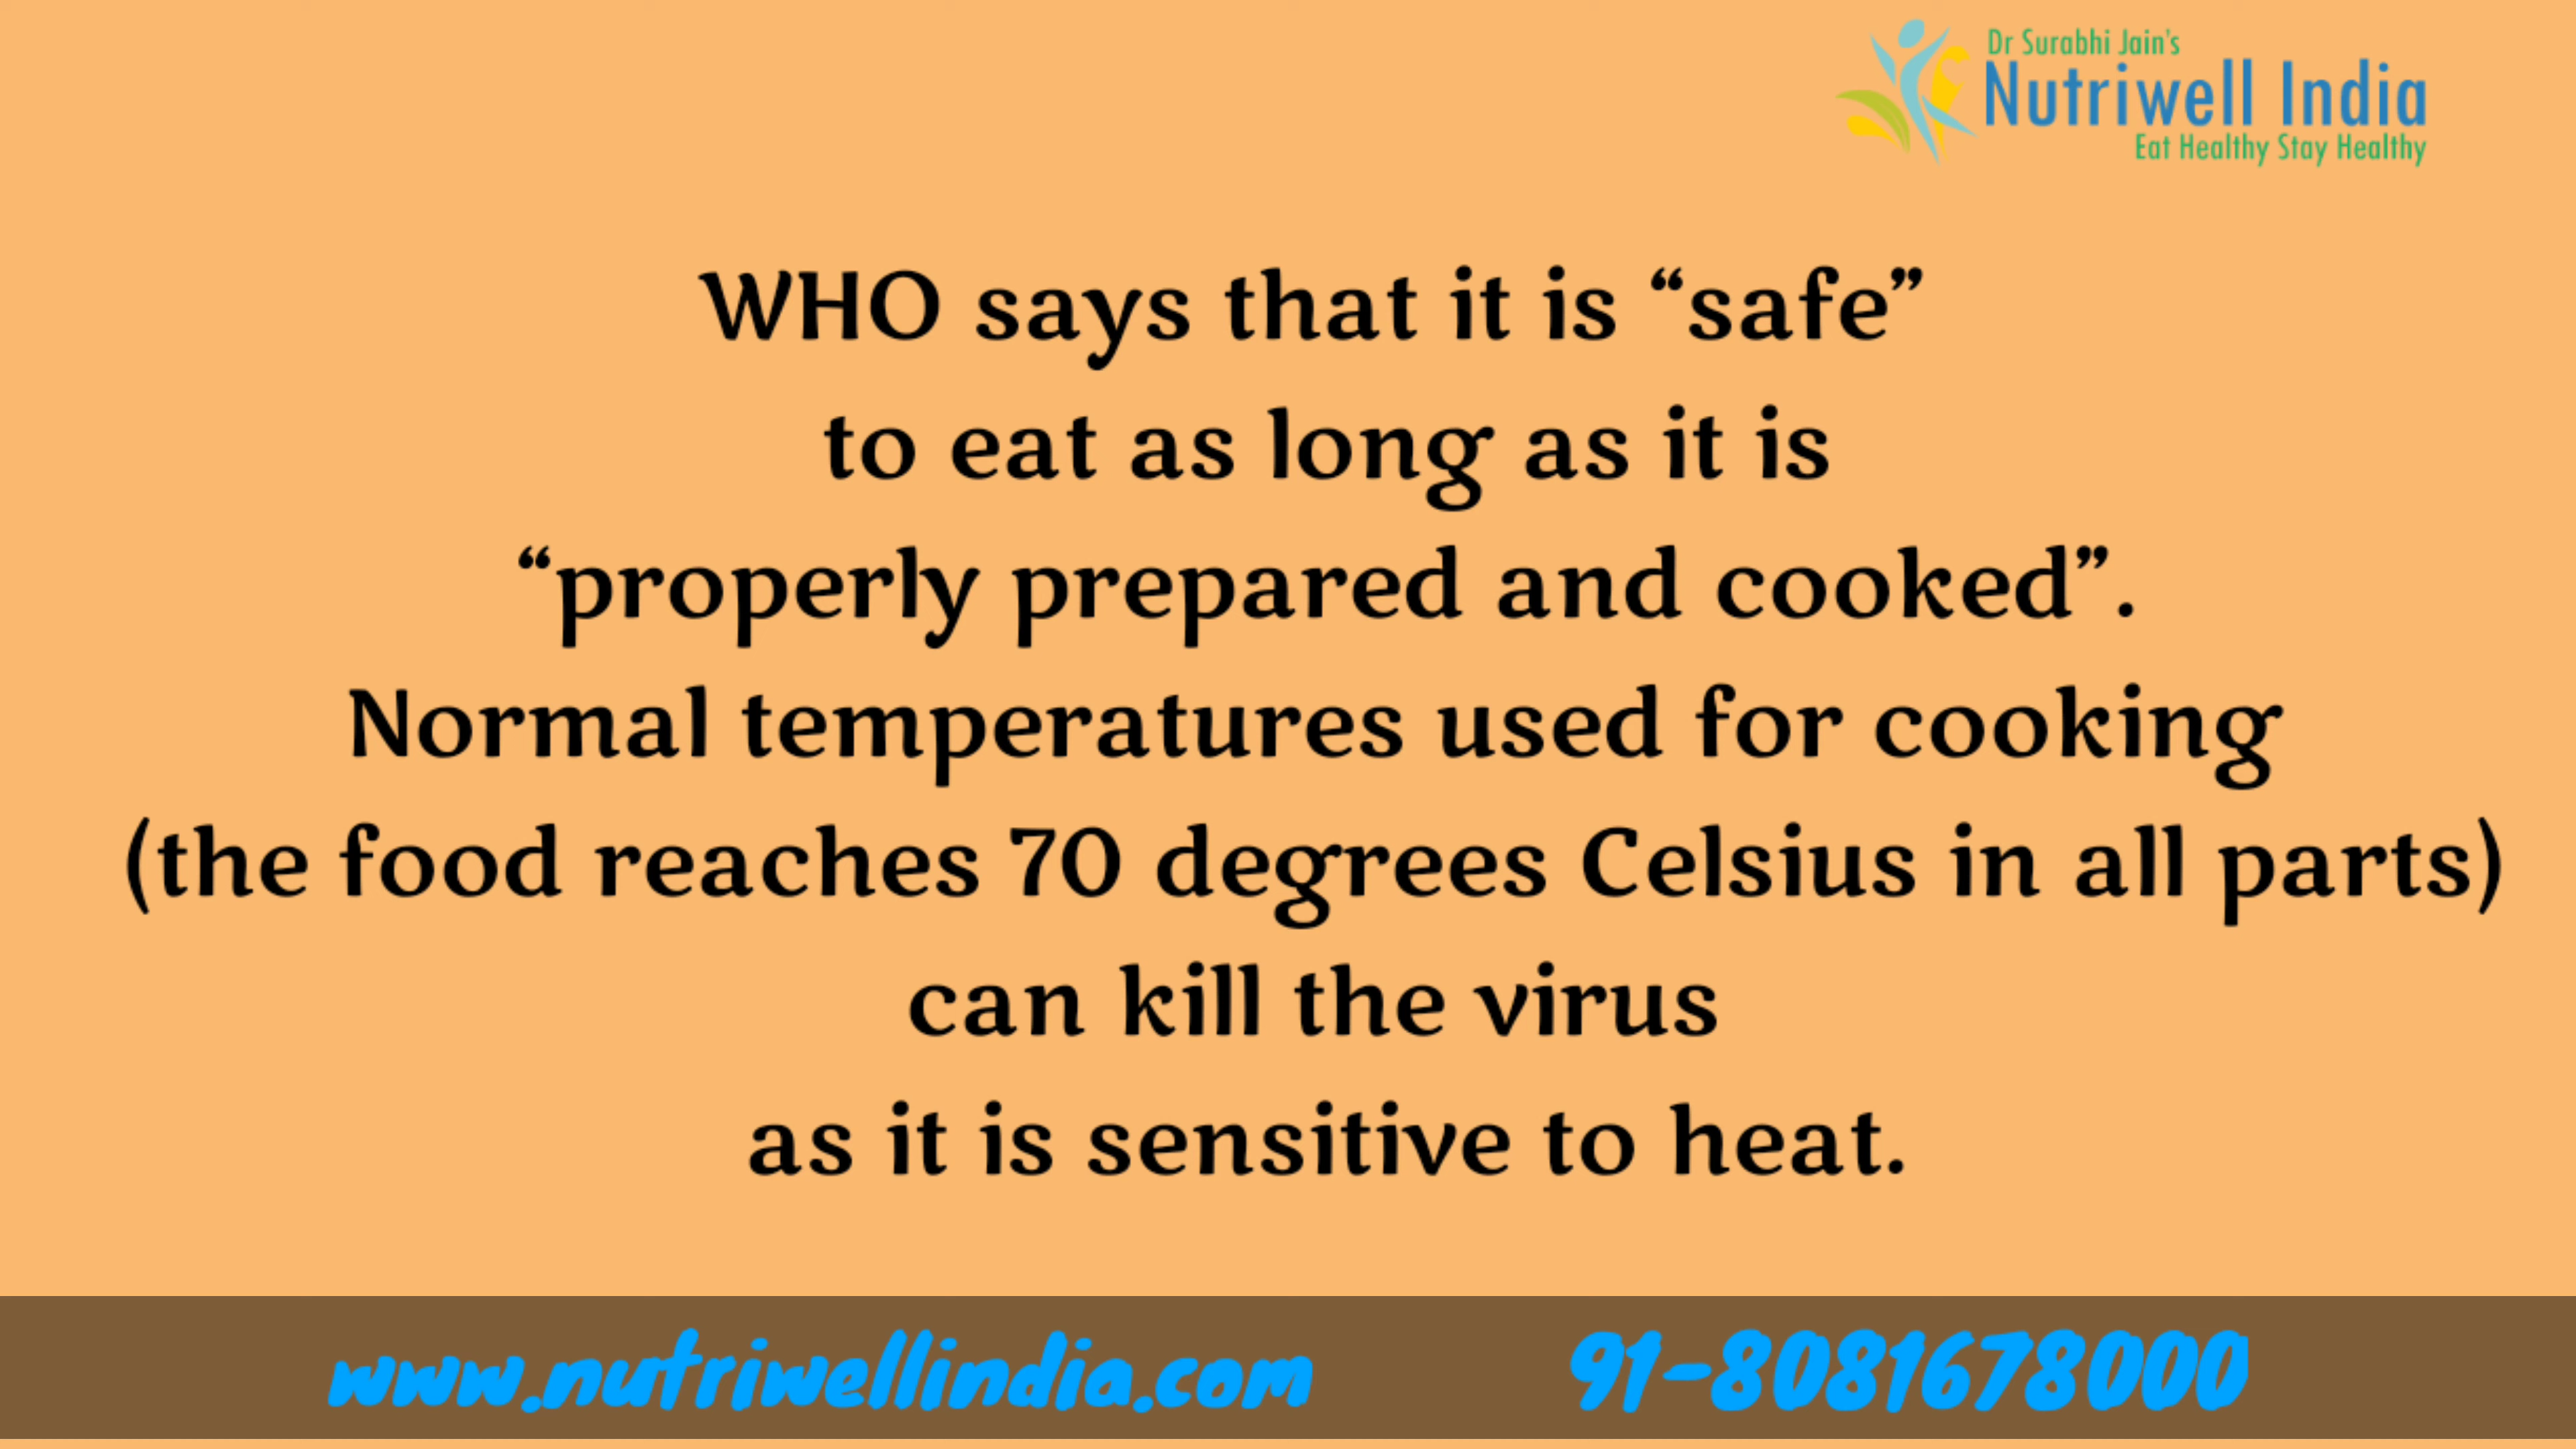 Dr Surabhi Jain's
Nutriwell India
Eat Healthy Stay Healthy
WHO says that it is “safe”
to eat as long as it is
“properly prepared and cooked”.
Normal temperatures used for cooking
(the food reaches 70 degrees Celsius in all parts)
can kill the virus
as it is sensitive to heat.
www.nutriwellindia.com 91-8081678000